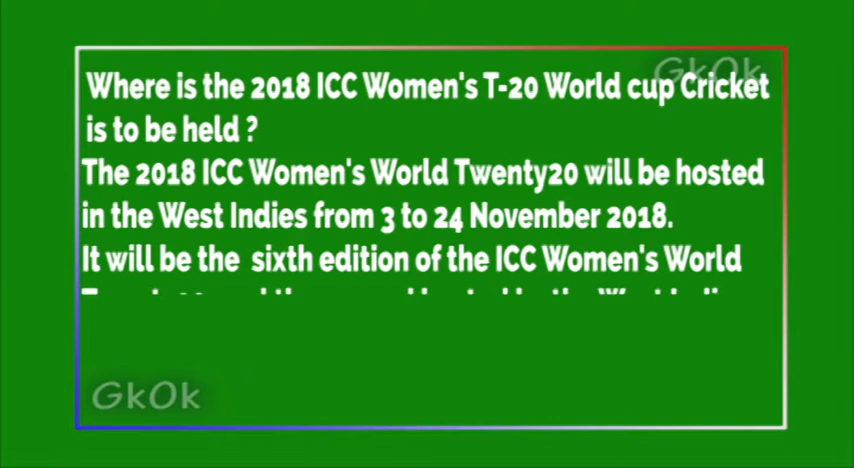 GkOk
Where is the 2018 ICC Women's T-20 World cup Cricket
is to be held ?
The 2018 ICC Women's World Twenty20 will be hosted
in the West Indies from 3 to 24 November 2018.
It will be the sixth edition of the ICC Women's World
GkOk